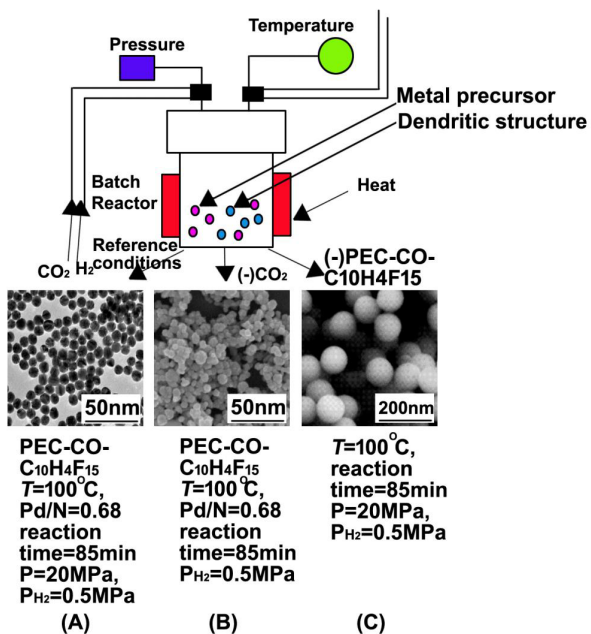 Pressure
Temperature
Metal precursor
Dendritic structure
Batch
Reactor
Heat
Reference
conditions
CO₂ H₂
(-)CO₂
(-)PEC-CO-
C10H4F15
50nm
50nm
200nm
PEC-CO-
C₁₀H₄F₁₅
T=100°C,
Pd/N=0.68
reaction
time=85min
P=20MPa,
PH₂=0.5MPa
(A)
PEC-CO-
C₁₀H₄F₁₅
T=100°C,
Pd/N=0.68
reaction
time=85min
PH₂=0.5MPa
(B)
T=100°C,
reaction
time=85min
P=20MPa,
PH₂=0.5MPa
(C)